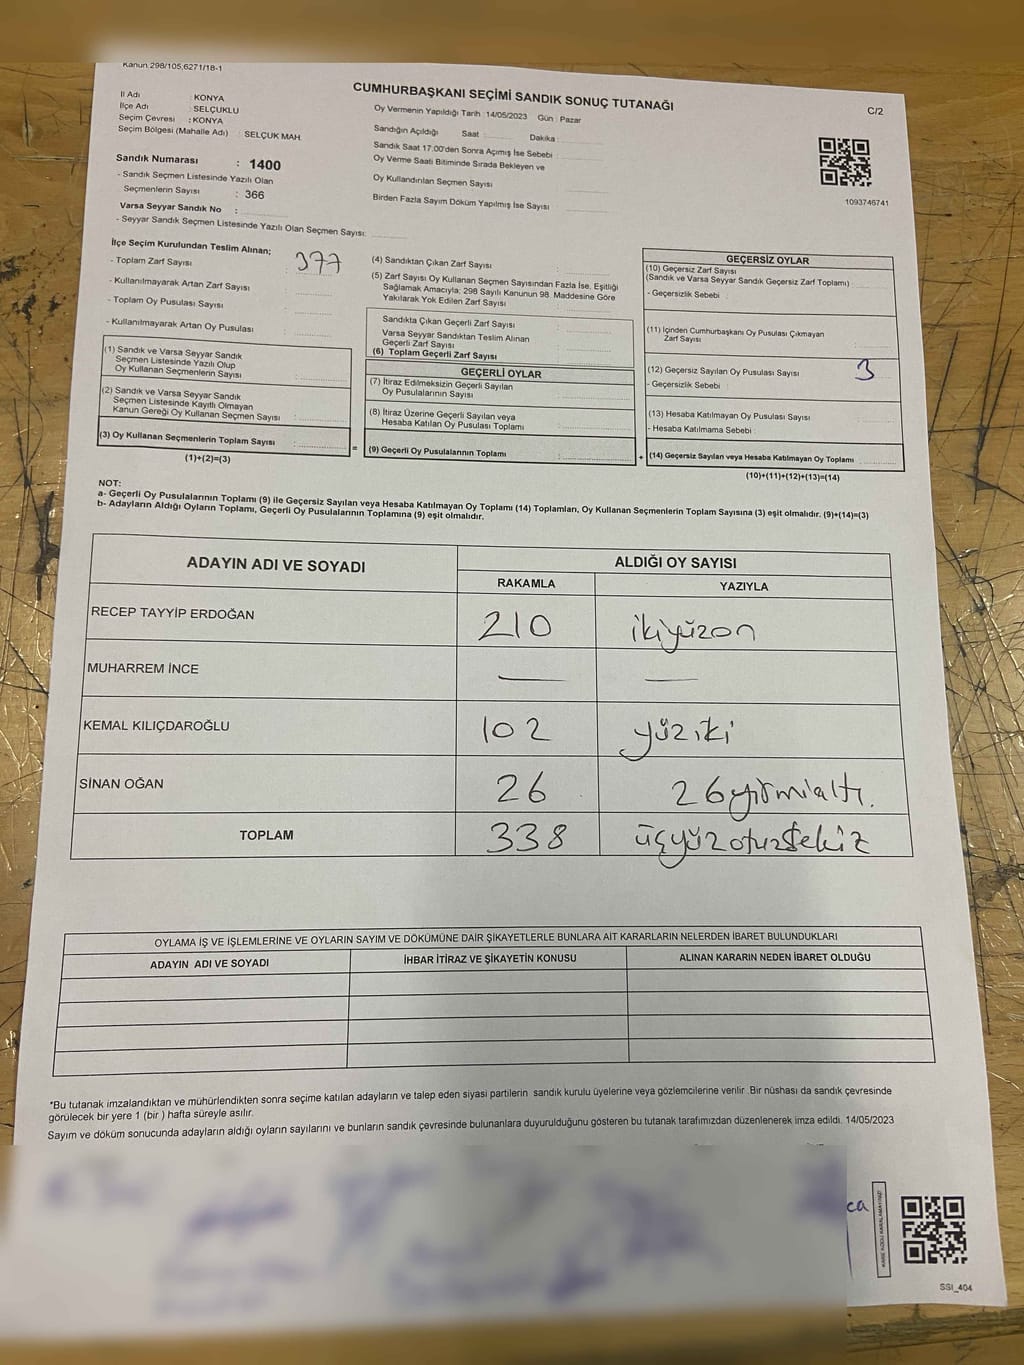 Kanun 298/105,6271/18-1
CUMHURBAŞKANI SEÇİMİ SANDIK SONUÇ TUTANAĞI
C/2
İl Adı : KONYA
İlçe Adı : SELÇUKLU
Seçim Çevresi : KONYA
Seçim Bölgesi (Mahalle Adı) : SELÇUK MAH.
Sandık Numarası : 1400
- Sandık Seçmen Listesinde Yazılı Olan
Seçmenlerin Sayısı : 366
Varsa Seyyar Sandık No :
- Seyyar Sandık Seçmen Listesinde Yazılı Olan Seçmen Sayısı:
Oy Vermenin Yapıldığı Tarih : 14/05/2023 Gün : Pazar
Sandığın Açıldığı Saat : Dakika :
Sandık Saat 17:00'den Sonra Açımış İse Sebebi :
Oy Verme Saati Bitiminde Sırada Bekleyen ve
Oy Kullandırılan Seçmen Sayısı
Birden Fazla Sayım Döküm Yapılmış İse Sayısı :
1093746741
İlçe Seçim Kurulundan Teslim Alınan;
- Toplam Zarf Sayısı : 377
- Kullanılmayarak Artan Zarf Sayısı :
- Toplam Oy Pusulası Sayısı :
- Kullanılmayarak Artan Oy Pusulası :
(1) Sandık ve Varsa Seyyar Sandık
Seçmen Listesinde Yazılı Olup
Oy Kullanan Seçmenlerin Sayısı :
(2) Sandık ve Varsa Seyyar Sandık
Seçmen Listesinde Kayıtlı Olmayan
Kanun Gereği Oy Kullanan Seçmen Sayısı :
(3) Oy Kullanan Seçmenlerin Toplam Sayısı :
(1)+(2)=(3)
(4) Sandıktan Çıkan Zarf Sayısı :
(5) Zarf Sayısı Oy Kullanan Seçmen Sayısından Fazla İse, Eşitliği
Sağlamak Amacıyla; 298 Sayılı Kanunun 98. Maddesine Göre
Yakılarak Yok Edilen Zarf Sayısı :
Sandıkta Çıkan Geçerli Zarf Sayısı :
Varsa Seyyar Sandıktan Teslim Alınan
Geçerli Zarf Sayısı :
(6) Toplam Geçerli Zarf Sayısı :
GEÇERLİ OYLAR
(7) İtiraz Edilmeksizin Geçerli Sayılan
Oy Pusulalarının Sayısı :
(8) İtiraz Üzerine Geçerli Sayılan veya
Hesaba Katılan Oy Pusulası Toplamı :
= (9) Geçerli Oy Pusulalarının Toplamı :
GEÇERSİZ OYLAR
(10) Geçersiz Zarf Sayısı
(Sandık ve Varsa Seyyar Sandık Geçersiz Zarf Toplamı)
- Geçersizlik Sebebi :
(11) İçinden Cumhurbaşkanı Oy Pusulası Çıkmayan
Zarf Sayısı :
(12) Geçersiz Sayılan Oy Pusulası Sayısı : 3
- Geçersizlik Sebebi :
(13) Hesaba Katılmayan Oy Pusulası Sayısı :
- Hesaba Katılmama Sebebi :
+ (14) Geçersiz Sayılan veya Hesaba Katılmayan Oy Toplamı
(10)+(11)+(12)+(13)=(14)
NOT:
a- Geçerli Oy Pusulalarının Toplamı (9) ile Geçersiz Sayılan veya Hesaba Katılmayan Oy Toplamı (14) Toplamları, Oy Kullanan Seçmenlerin Toplam Sayısına (3) eşit olmalıdır. (9)+(14)=(3)
b- Adayların Aldığı Oyların Toplamı, Geçerli Oy Pusulalarının Toplamına (9) eşit olmalıdır.
ADAYIN ADI VE SOYADI
ALDIĞI OY SAYISI
RAKAMLA YAZIYLA
RECEP TAYYİP ERDOĞAN 210 ikiyüzon
MUHARREM İNCE — —
KEMAL KILIÇDAROĞLU 102 yüziki
SİNAN OĞAN 26 26 yirmialtı.
TOPLAM 338 üçyüzotuzsekiz
OYLAMA İŞ VE İŞLEMLERİNE VE OYLARIN SAYIM VE DÖKÜMÜNE DAİR ŞİKAYETLERLE BUNLARA AİT KARARLARIN NELERDEN İBARET BULUNDUKLARI
ADAYIN ADI VE SOYADI İHBAR İTİRAZ VE ŞİKAYETİN KONUSU ALINAN KARARIN NEDEN İBARET OLDUĞU
*Bu tutanak imzalandıktan ve mühürlendikten sonra seçime katılan adayların ve talep eden siyasi partilerin sandık kurulu üyelerine veya gözlemcilerine verilir. Bir nüshası da sandık çevresinde
görülecek bir yere 1 (bir ) hafta süreyle asılır.
Sayım ve döküm sonucunda adayların aldığı oyların sayılarını ve bunların sandık çevresinde bulunanlara duyurulduğunu gösteren bu tutanak tarafımızdan düzenlenerek imza edildi. 14/05/2023
ca
SSI_404